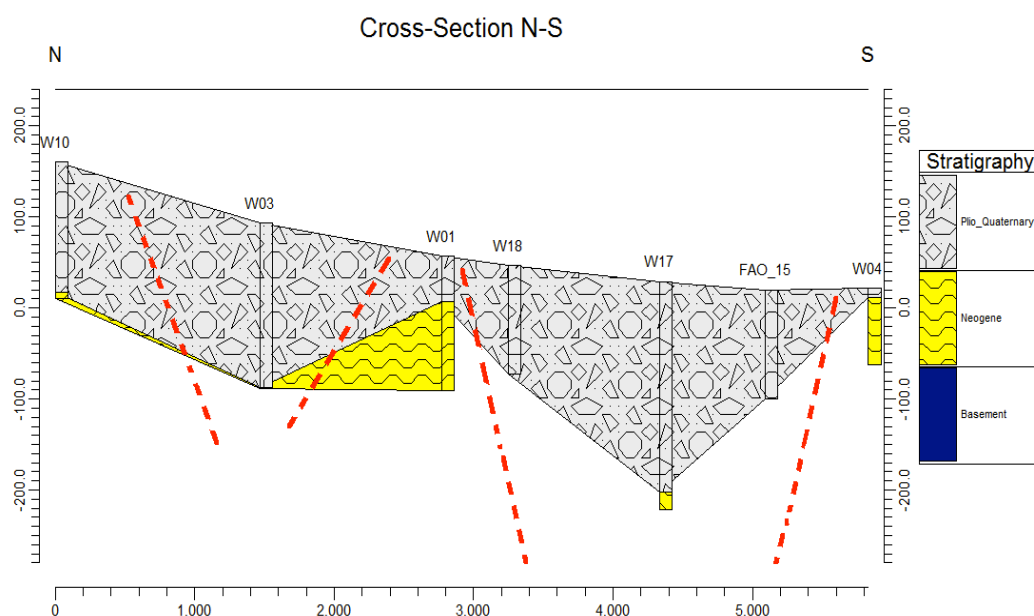 Cross-Section N-S
N
S
W10
W03
W01
W18
W17
FAO_15
W04
200.0
100.0
0.0
-100.0
-200.0
200.0
100.0
0.0
-100.0
-200.0
0
1.000
2.000
3.000
4.000
5.000
Stratigraphy
Plio_Quaternary
Neogene
Basement